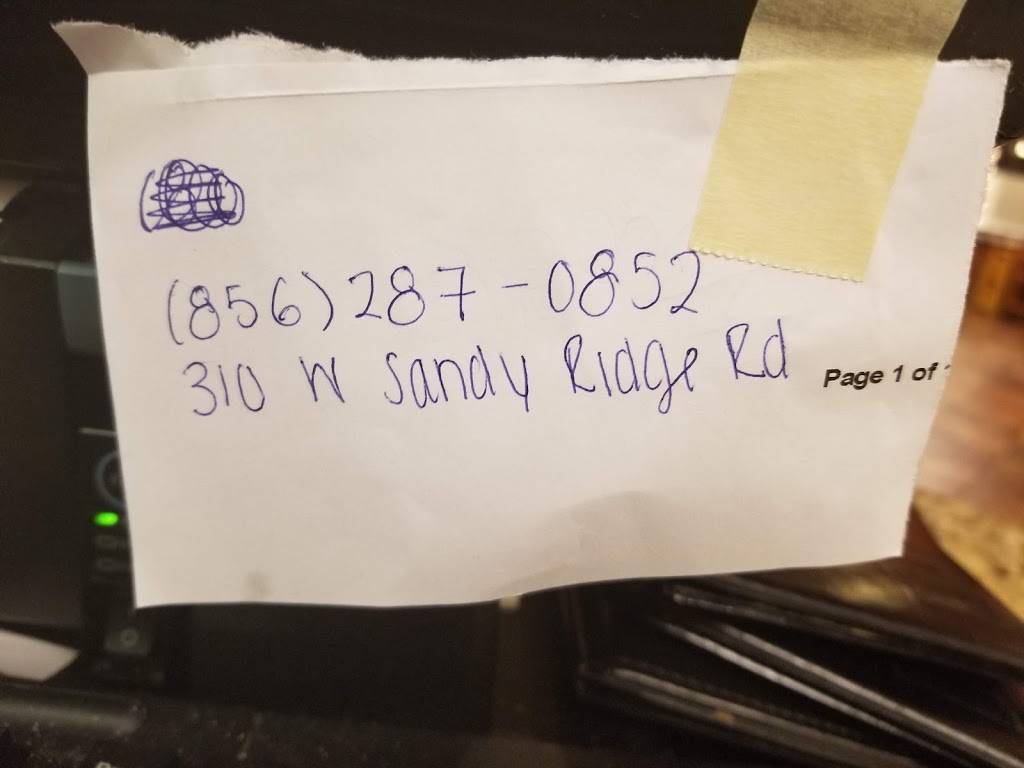 (856) 287-0852
310 W Sandy Ridge Rd
Page 1 of